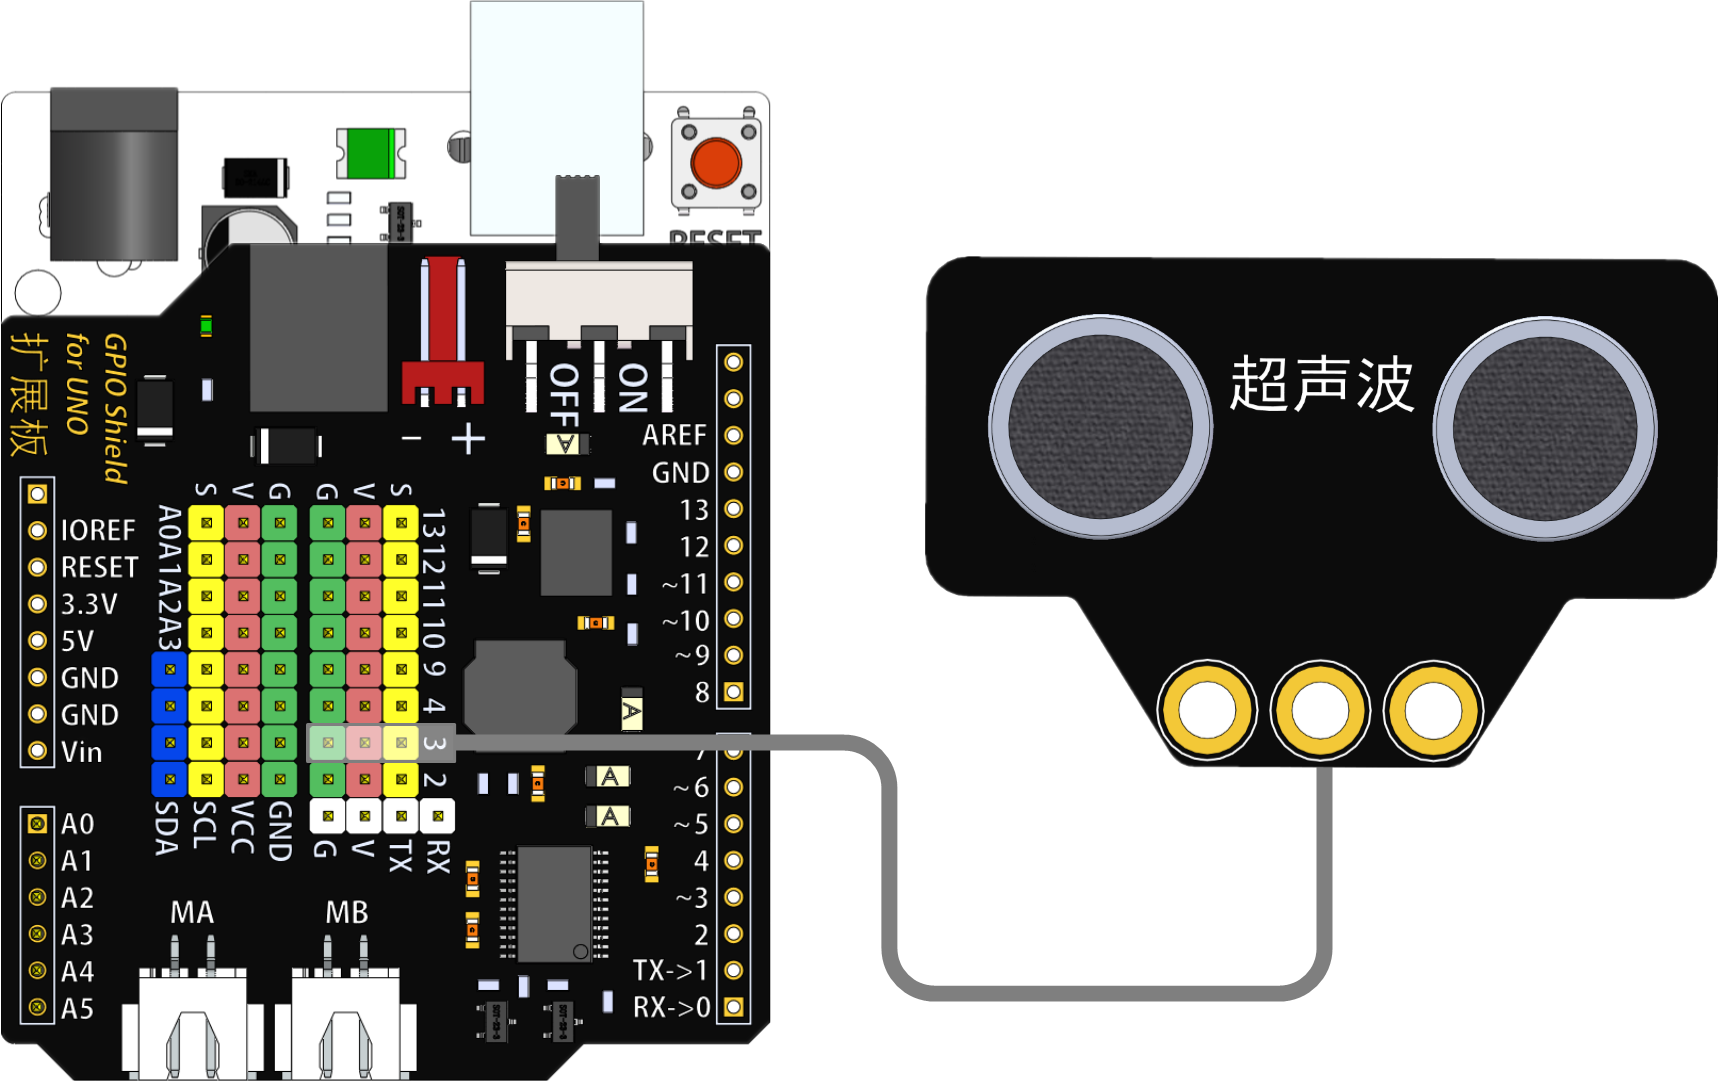 RESET
扩展板
GPIO Shield
for UNO
OFF
ON
- +
AREF
GND
13
12
~11
~10
~9
8
7
~6
~5
4
~3
2
TX->1
RX->0
IOREF
RESET
3.3V
5V
GND
GND
Vin
A0
A1
A2
A3
A4
A5
S V G G V S
A0 A1 A2 A3
13 12 11 10 9 4 3 2
SDA SCL VCC GND
G V TX RX
MA
MB
A
A
A
A
超声波